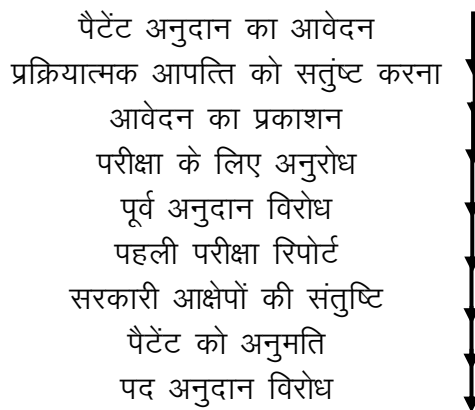 पैटेंट अनुदान का आवेदन
प्रक्रियात्मक आपत्ति को सतुंष्ट करना
आवेदन का प्रकाशन
परीक्षा के लिए अनुरोध
पूर्व अनुदान विरोध
पहली परीक्षा रिपोर्ट
सरकारी आक्षेपों की संतुष्टि
पैटेंट को अनुमति
पद अनुदान विरोध